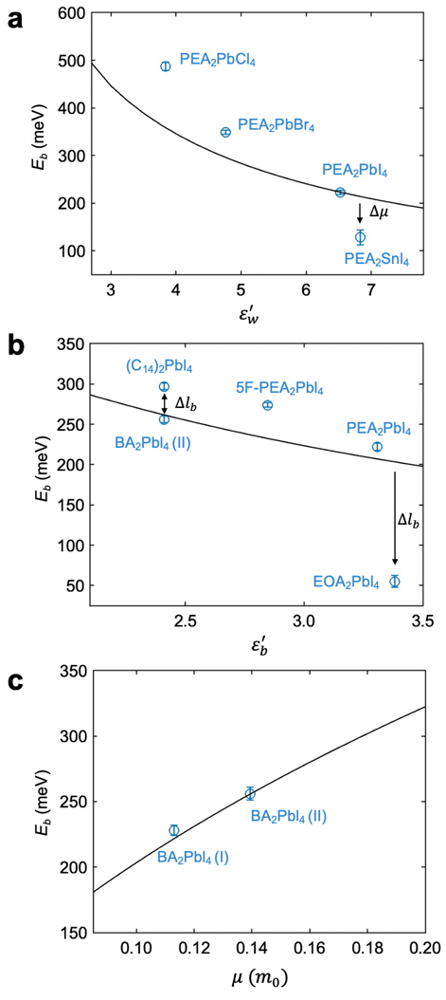 a
600
500
400
300
200
100
E_b (meV)
PEA₂PbCl₄
PEA₂PbBr₄
PEA₂PbI₄
Δμ
PEA₂SnI₄
3 4 5 6 7
ε′_w
b
350
300
250
200
150
100
50
E_b (meV)
(C₁₄)₂PbI₄
Δl_b
BA₂PbI₄ (II)
5F-PEA₂PbI₄
PEA₂PbI₄
Δl_b
EOA₂PbI₄
2.5 3.0 3.5
ε′_b
c
350
300
250
200
150
E_b (meV)
BA₂PbI₄ (II)
BA₂PbI₄ (I)
0.10 0.12 0.14 0.16 0.18 0.20
μ (m₀)